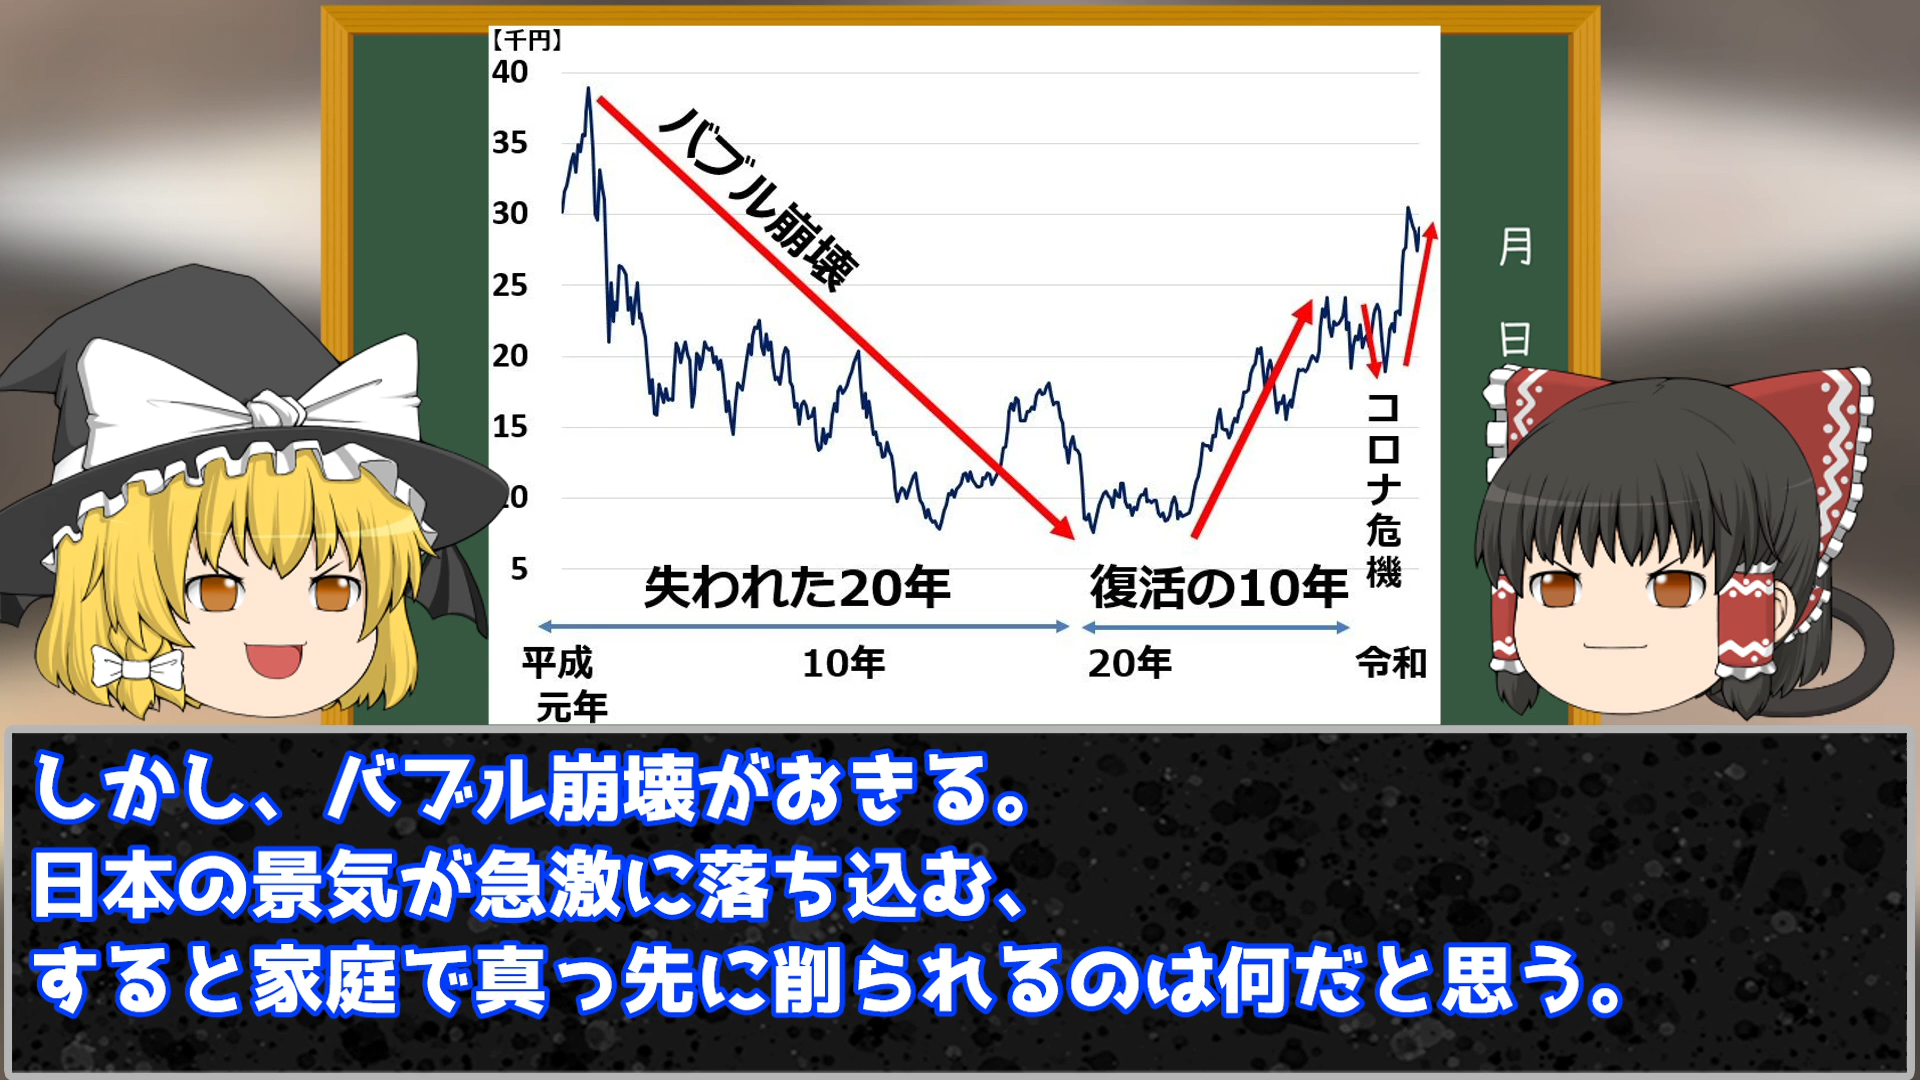 【千円】
40
35
30
25
20
15
10
5
バブル崩壊
コロナ危機
失われた20年
復活の10年
平成
元年
10年
20年
令和
月
日
しかし、バブル崩壊がおきる。
日本の景気が急激に落ち込む、
すると家庭で真っ先に削られるのは何だと思う。